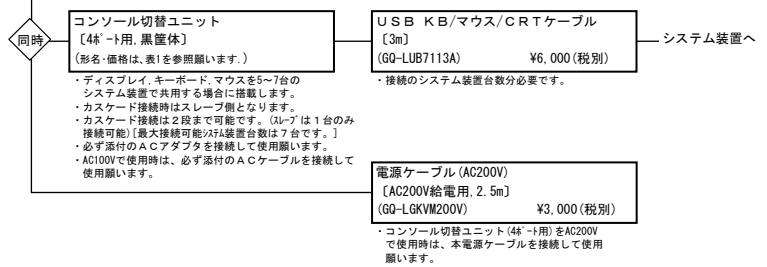 同時
コンソール切替ユニット
〔4ﾎﾟｰﾄ用,黒筐体〕
(形名・価格は、表1を参照願います.)
・ディスプレイ,キーボード,マウスを5~7台の
システム装置で共用する場合に搭載します。
・カスケード接続時はスレーブ側となります。
・カスケード接続は2段まで可能です。(ｽﾚｰﾌﾞは1台のみ
接続可能)[最大接続可能ｼｽﾃﾑ装置台数は7台です。]
・必ず添付のACアダプタを接続して使用願います。
・AC100Vで使用時は、必ず添付のACケーブルを接続して
使用願います。
USB KB/マウス/CRTケーブル
〔3m〕
(GQ-LUB7113A) ¥6,000(税別)
・接続のシステム装置台数分必要です。
システム装置へ
電源ケーブル(AC200V)
〔AC200V給電用,2.5m〕
(GQ-LGKVM200V) ¥3,000(税別)
・コンソール切替ユニット(4ﾎﾟｰﾄ用)をAC200V
で使用時は、本電源ケーブルを接続して使用
願います。